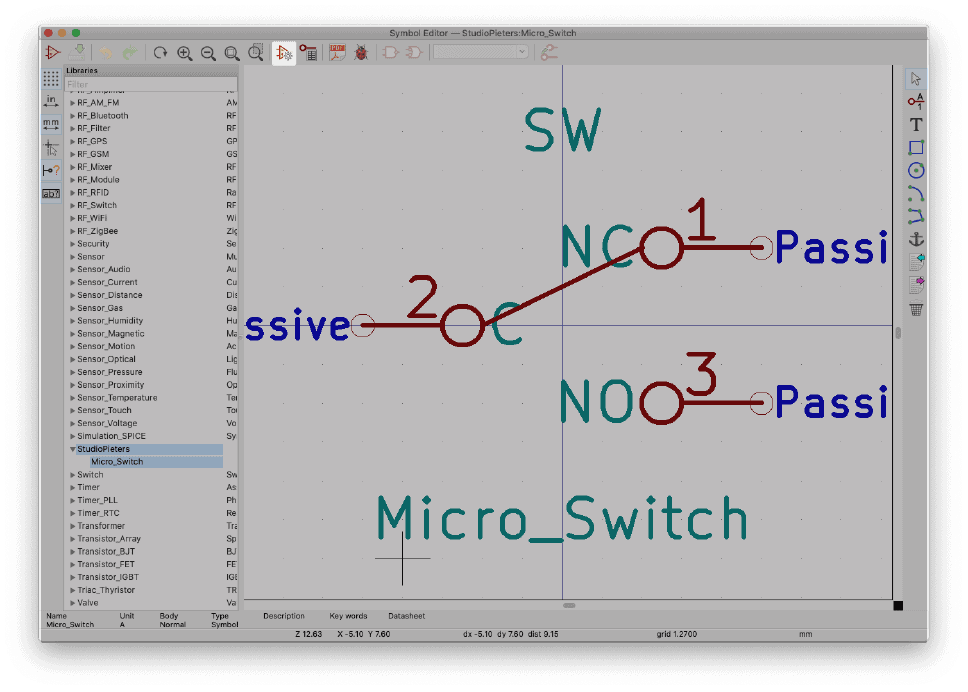 Symbol Editor — StudioPieters:Micro_Switch
Libraries
Filter
RF_AM_FM AM
RF_Bluetooth RF
RF_Filter RF
RF_GPS GP
RF_GSM GS
RF_Mixer RF
RF_Module RF
RF_RFID Ra
RF_Switch RF
RF_WiFi Wi
RF_ZigBee Zig
Security Se
Sensor Mu
Sensor_Audio Au
Sensor_Current Cu
Sensor_Distance Dis
Sensor_Gas Ga
Sensor_Humidity Hu
Sensor_Magnetic Ma
Sensor_Motion Ac
Sensor_Optical Lig
Sensor_Pressure Flu
Sensor_Proximity Op
Sensor_Temperature Ter
Sensor_Touch Tou
Sensor_Voltage Vo
Simulation_SPICE Sy
StudioPieters
Micro_Switch
Switch Sw
Timer As
Timer_PLL Ph
Timer_RTC Re
Transformer Tra
Transistor_Array Sp
Transistor_BJT BJ
Transistor_FET FE
Transistor_IGBT IGB
Triac_Thyristor TR
Valve Va
in
mm
ab?
SW
NC 1 Passi
ssive 2 C
NO 3 Passi
Micro_Switch
A
1
T
Name Unit Body Type Description Key words Datasheet
Micro_Switch A Normal Symbol
Z 12.63 X -5.10 Y 7.60 dx -5.10 dy 7.60 dist 9.15 grid 1.2700 mm